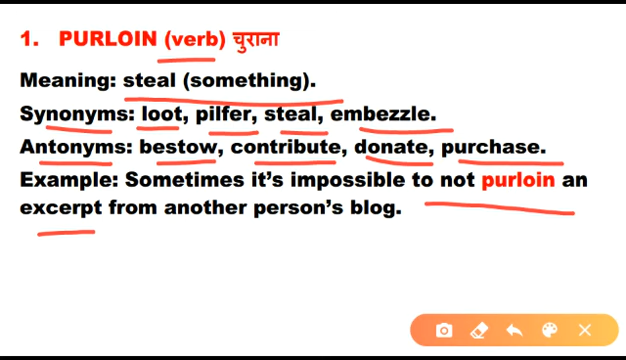 1. PURLOIN (verb) चुराना
Meaning: steal (something).
Synonyms: loot, pilfer, steal, embezzle.
Antonyms: bestow, contribute, donate, purchase.
Example: Sometimes it’s impossible to not purloin an
excerpt from another person’s blog.